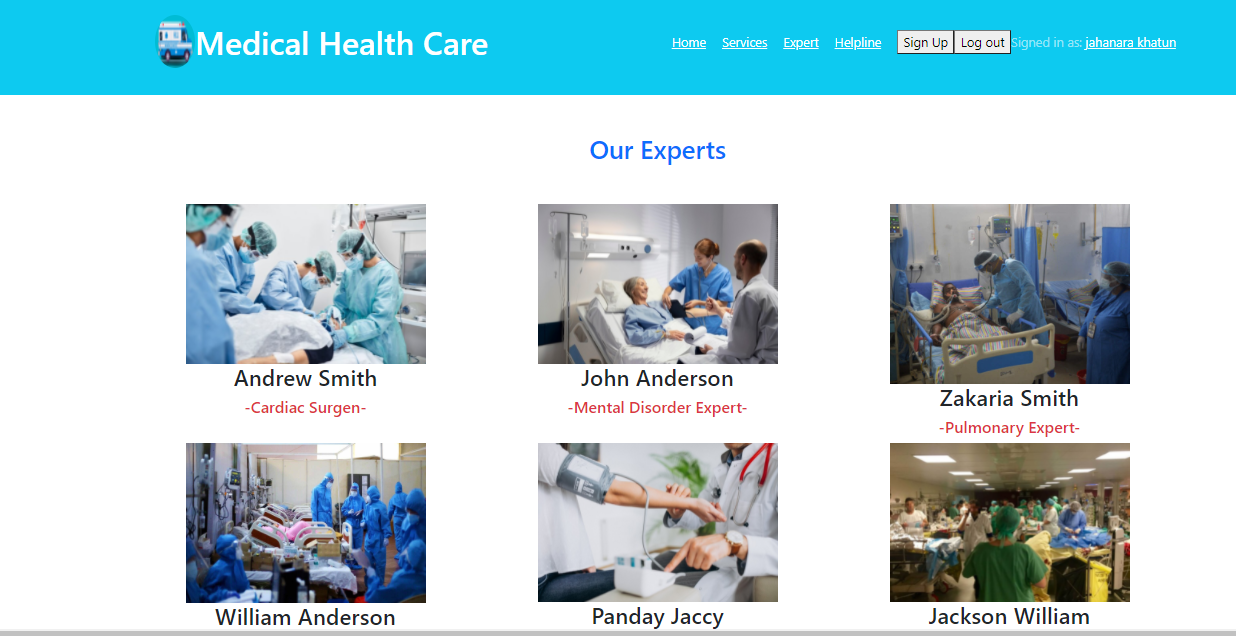 Medical Health Care
Home Services Expert Helpline Sign Up Log out Signed in as: jahanara khatun
Our Experts
Andrew Smith
-Cardiac Surgen-
John Anderson
-Mental Disorder Expert-
Zakaria Smith
-Pulmonary Expert-
William Anderson
Panday Jaccy
Jackson William